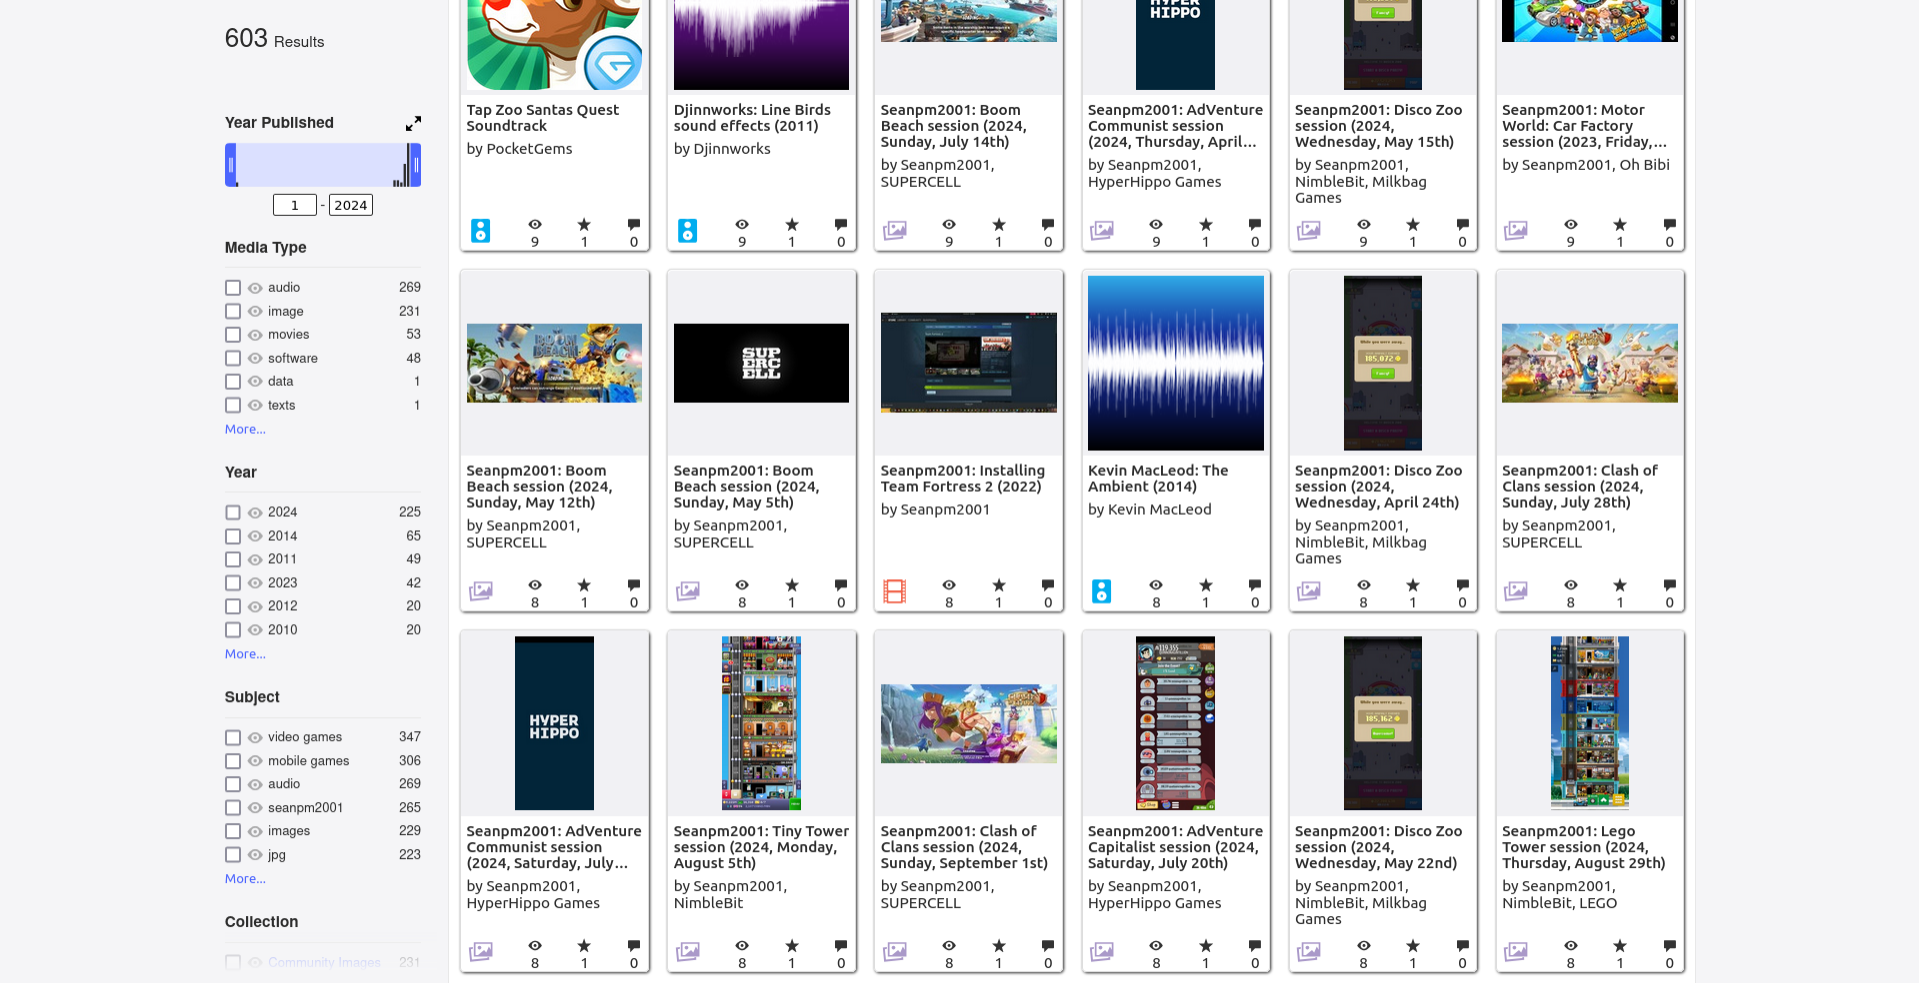 603 Results
Year Published
1 - 2024
Media Type
audio 269
image 231
movies 53
software 48
data 1
texts 1
More...
Year
2024 225
2014 65
2011 49
2023 42
2012 20
2010 20
More...
Subject
video games 347
mobile games 306
audio 269
seanpm2001 265
images 229
jpg 223
More...
Collection
Community Images 231
Tap Zoo Santas Quest
Soundtrack
by PocketGems
9 1 0
Djinnworks: Line Birds
sound effects (2011)
by Djinnworks
9 1 0
Seanpm2001: Boom
Beach session (2024,
Sunday, July 14th)
by Seanpm2001,
SUPERCELL
9 1 0
HYPER
HIPPO
Seanpm2001: AdVenture
Communist session
(2024, Thursday, April...
by Seanpm2001,
HyperHippo Games
9 1 0
Seanpm2001: Disco Zoo
session (2024,
Wednesday, May 15th)
by Seanpm2001,
NimbleBit, Milkbag
Games
9 1 0
Seanpm2001: Motor
World: Car Factory
session (2023, Friday,...
by Seanpm2001, Oh Bibi
9 1 0
BOOM
BEACH
Seanpm2001: Boom
Beach session (2024,
Sunday, May 12th)
by Seanpm2001,
SUPERCELL
8 1 0
SUP
ERC
ELL
Seanpm2001: Boom
Beach session (2024,
Sunday, May 5th)
by Seanpm2001,
SUPERCELL
8 1 0
Seanpm2001: Installing
Team Fortress 2 (2022)
by Seanpm2001
8 1 0
Kevin MacLeod: The
Ambient (2014)
by Kevin MacLeod
8 1 0
While you were away...
185,072
Seanpm2001: Disco Zoo
session (2024,
Wednesday, April 24th)
by Seanpm2001,
NimbleBit, Milkbag
Games
8 1 0
Seanpm2001: Clash of
Clans session (2024,
Sunday, July 28th)
by Seanpm2001,
SUPERCELL
8 1 0
HYPER
HIPPO
Seanpm2001: AdVenture
Communist session
(2024, Saturday, July...
by Seanpm2001,
HyperHippo Games
8 1 0
Seanpm2001: Tiny Tower
session (2024, Monday,
August 5th)
by Seanpm2001,
NimbleBit
8 1 0
Seanpm2001: Clash of
Clans session (2024,
Sunday, September 1st)
by Seanpm2001,
SUPERCELL
8 1 0
Seanpm2001: AdVenture
Capitalist session (2024,
Saturday, July 20th)
by Seanpm2001,
HyperHippo Games
8 1 0
While you were away...
185,162
Seanpm2001: Disco Zoo
session (2024,
Wednesday, May 22nd)
by Seanpm2001,
NimbleBit, Milkbag
Games
8 1 0
Seanpm2001: Lego
Tower session (2024,
Thursday, August 29th)
by Seanpm2001,
NimbleBit, LEGO
8 1 0